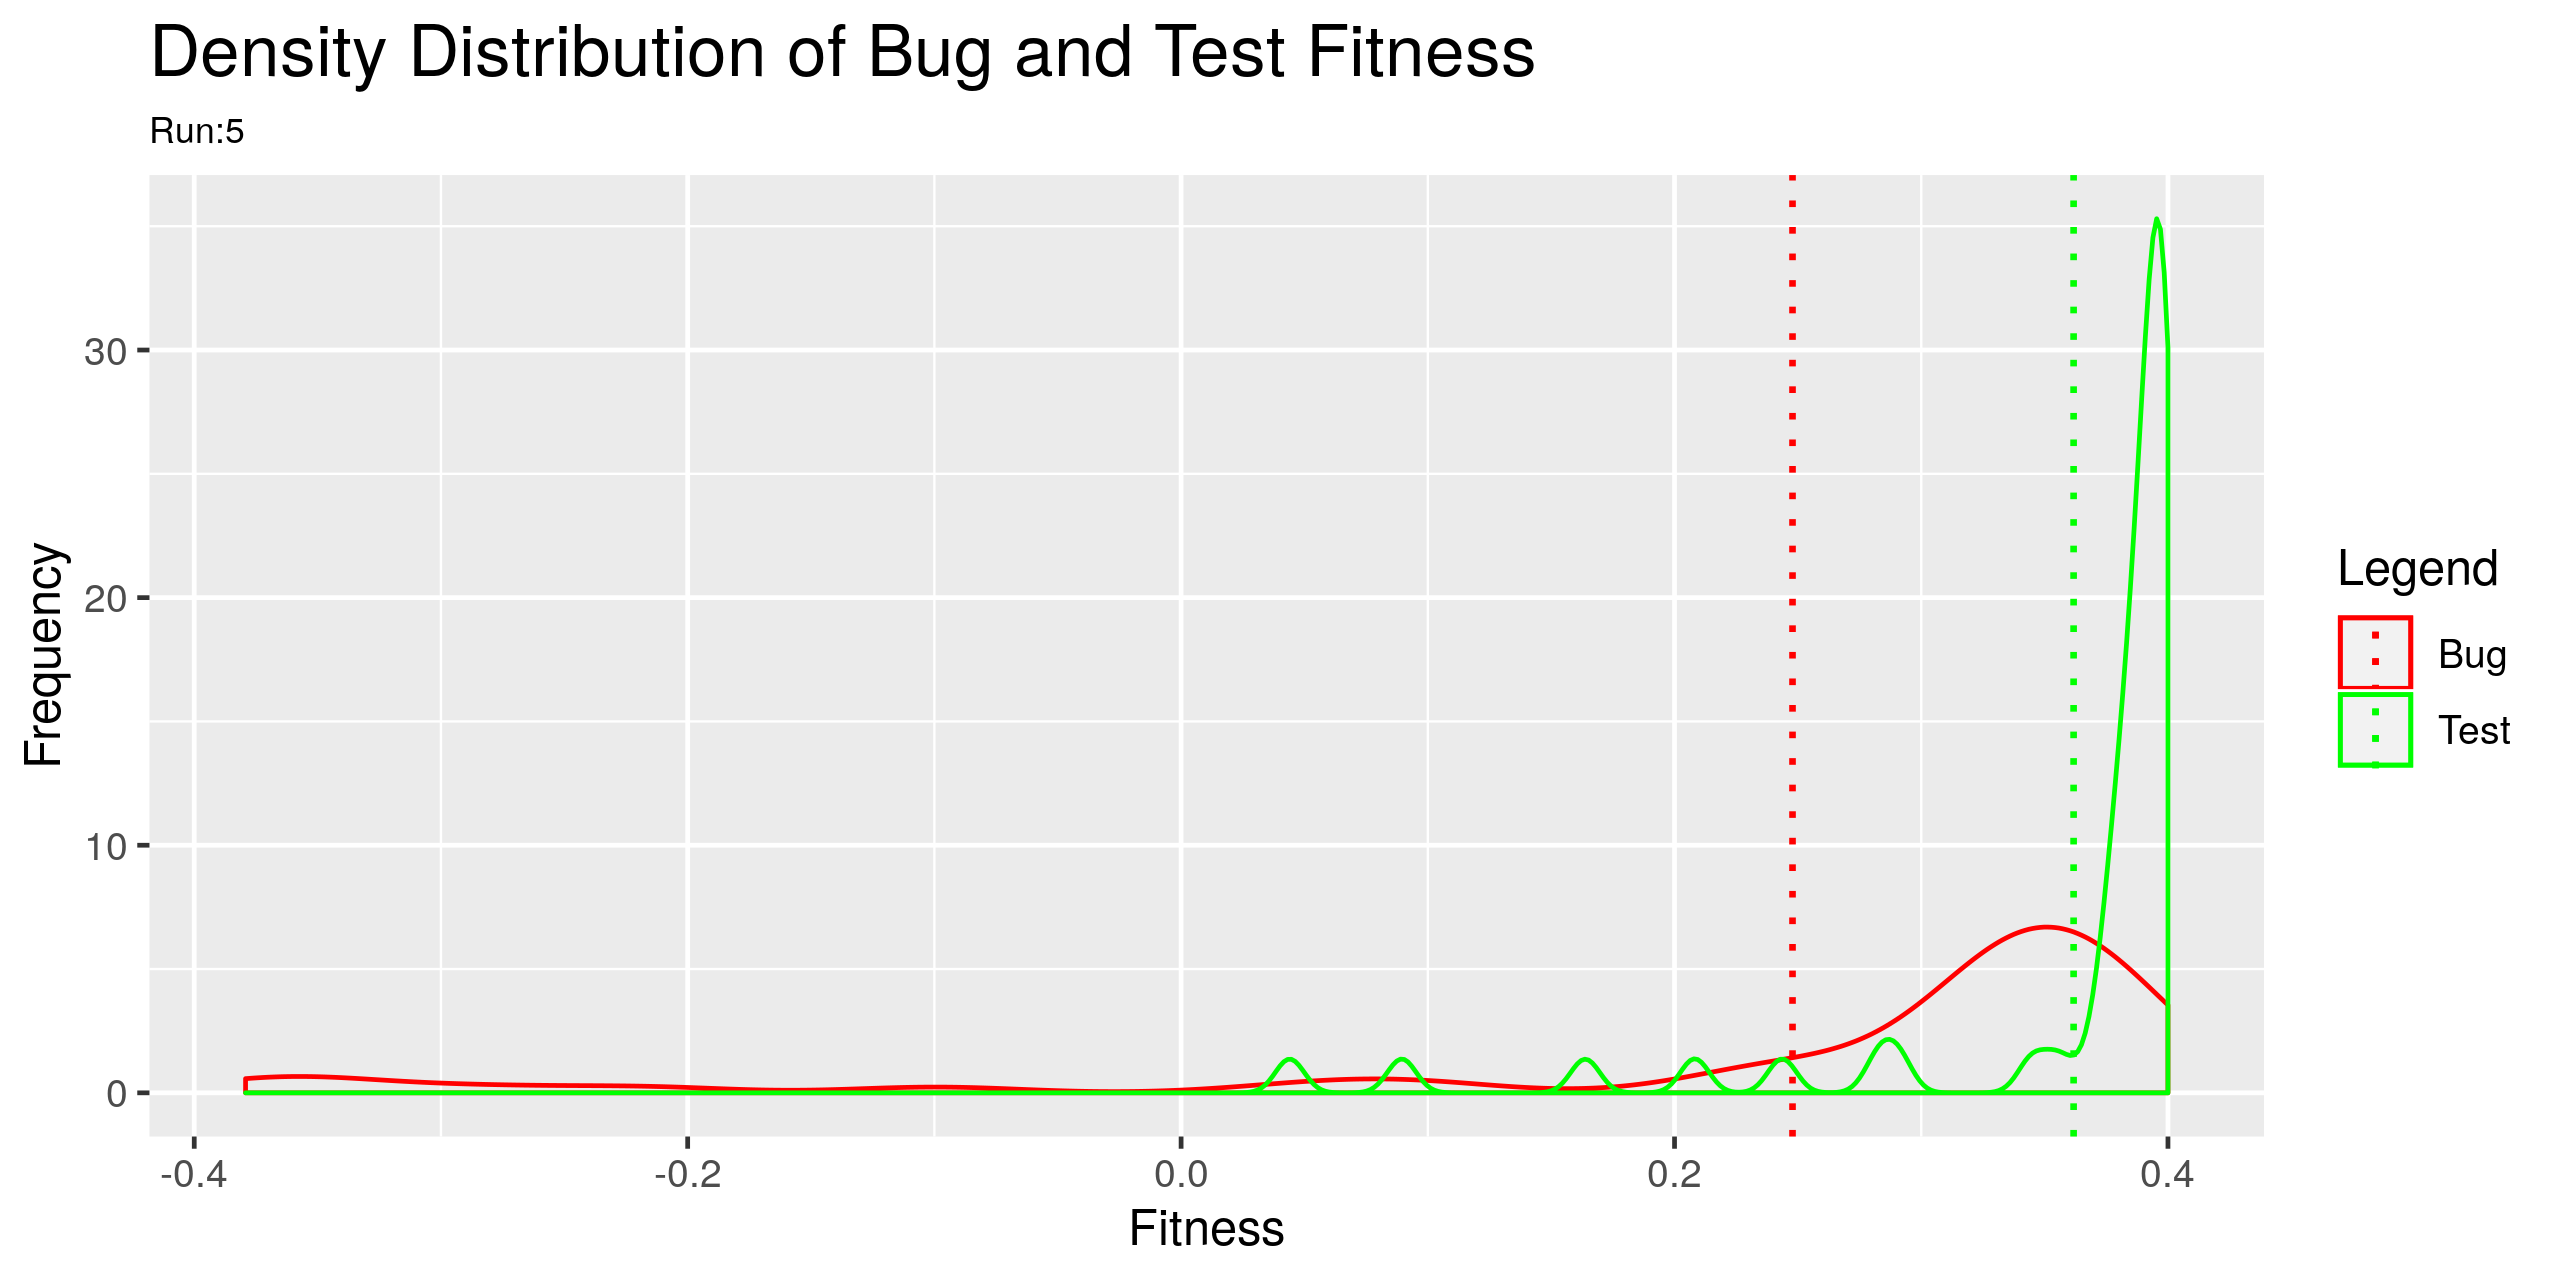 Density Distribution of Bug and Test Fitness
Run:5
Frequency
30
20
10
0
-0.4
-0.2
0.0
0.2
0.4
Fitness
Legend
Bug
Test